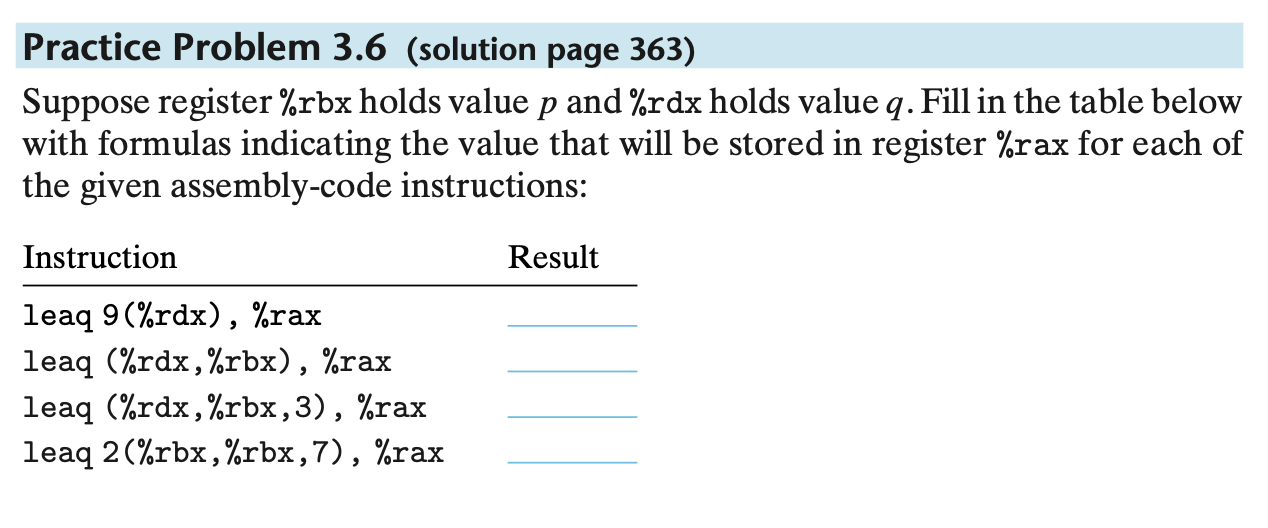 Practice Problem 3.6 (solution page 363)
Suppose register %rbx holds value p and %rdx holds value q. Fill in the table below
with formulas indicating the value that will be stored in register %rax for each of
the given assembly-code instructions:
Instruction Result
leaq 9(%rdx), %rax
leaq (%rdx,%rbx), %rax
leaq (%rdx,%rbx,3), %rax
leaq 2(%rbx,%rbx,7), %rax